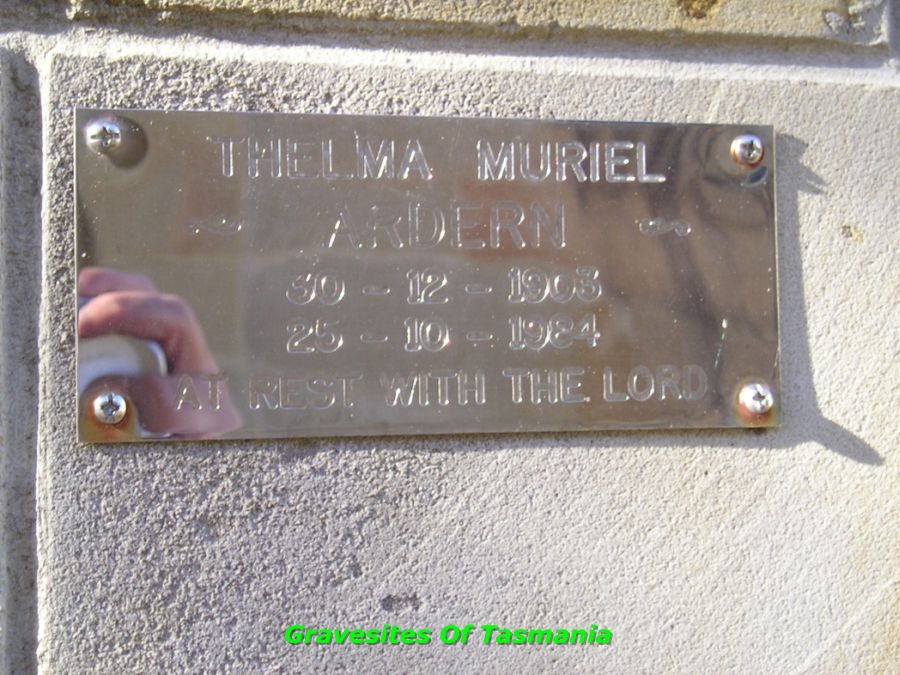 THELMA MURIEL
~ ARDERN ~
30 - 12 - 1903
25 - 10 - 1984
AT REST WITH THE LORD
Gravesites Of Tasmania